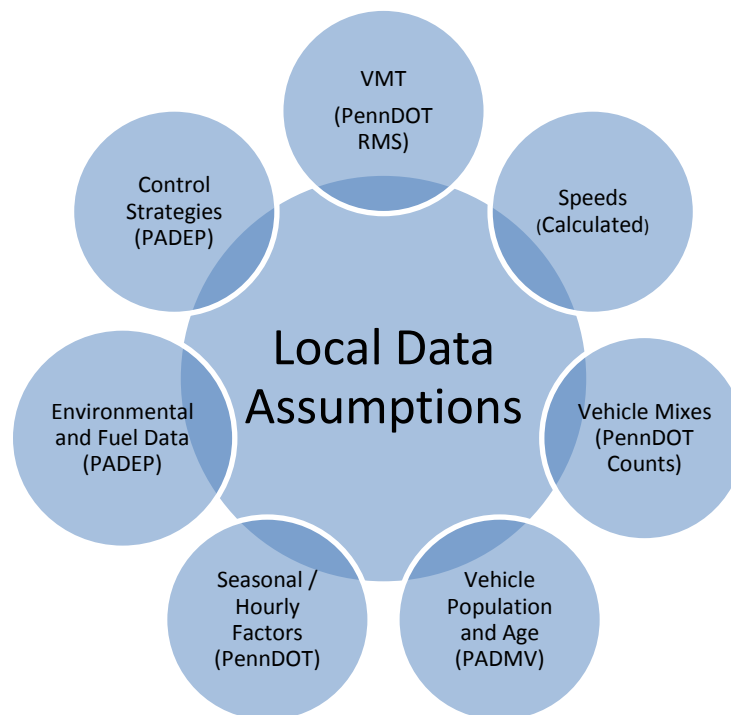 VMT
(PennDOT
RMS)
Speeds
(Calculated)
Vehicle Mixes
(PennDOT
Counts)
Vehicle
Population
and Age
(PADMV)
Seasonal /
Hourly
Factors
(PennDOT)
Environmental
and Fuel Data
(PADEP)
Control
Strategies
(PADEP)
Local Data
Assumptions